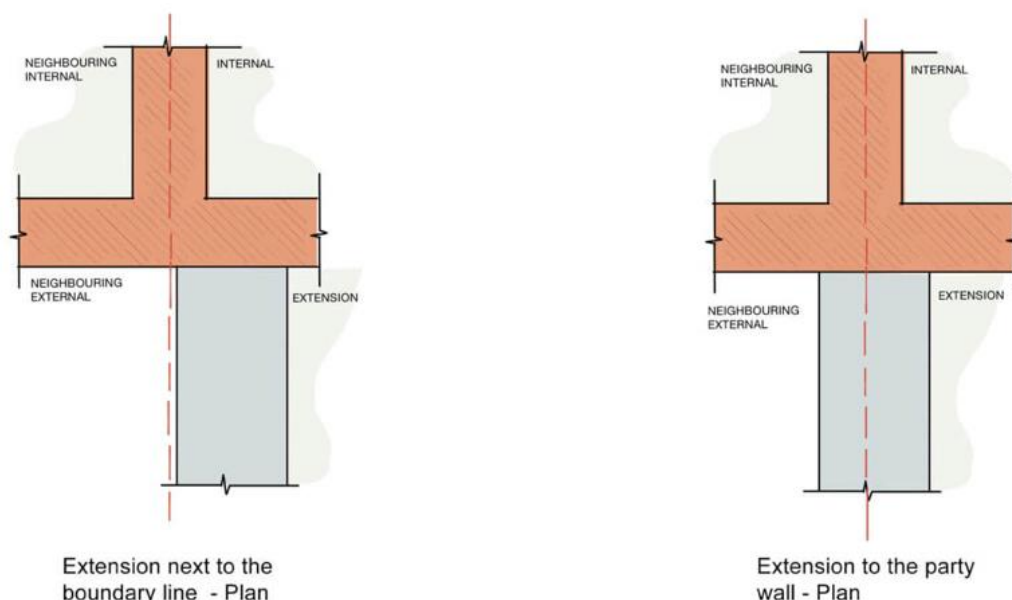 NEIGHBOURING
INTERNAL
INTERNAL
NEIGHBOURING
EXTERNAL
EXTENSION
Extension next to the
boundary line - Plan
NEIGHBOURING
INTERNAL
INTERNAL
NEIGHBOURING
EXTERNAL
EXTENSION
Extension to the party
wall - Plan